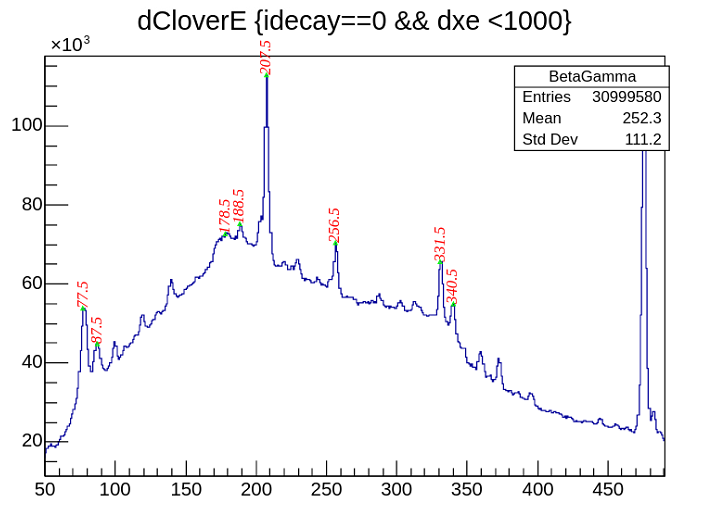 dCloverE {idecay==0 && dxe <1000}
×10³
BetaGamma
Entries 30999580
Mean 252.3
Std Dev 111.2
207.5
178.5
188.5
256.5
331.5
340.5
77.5
87.5
100
80
60
40
20
50 100 150 200 250 300 350 400 450